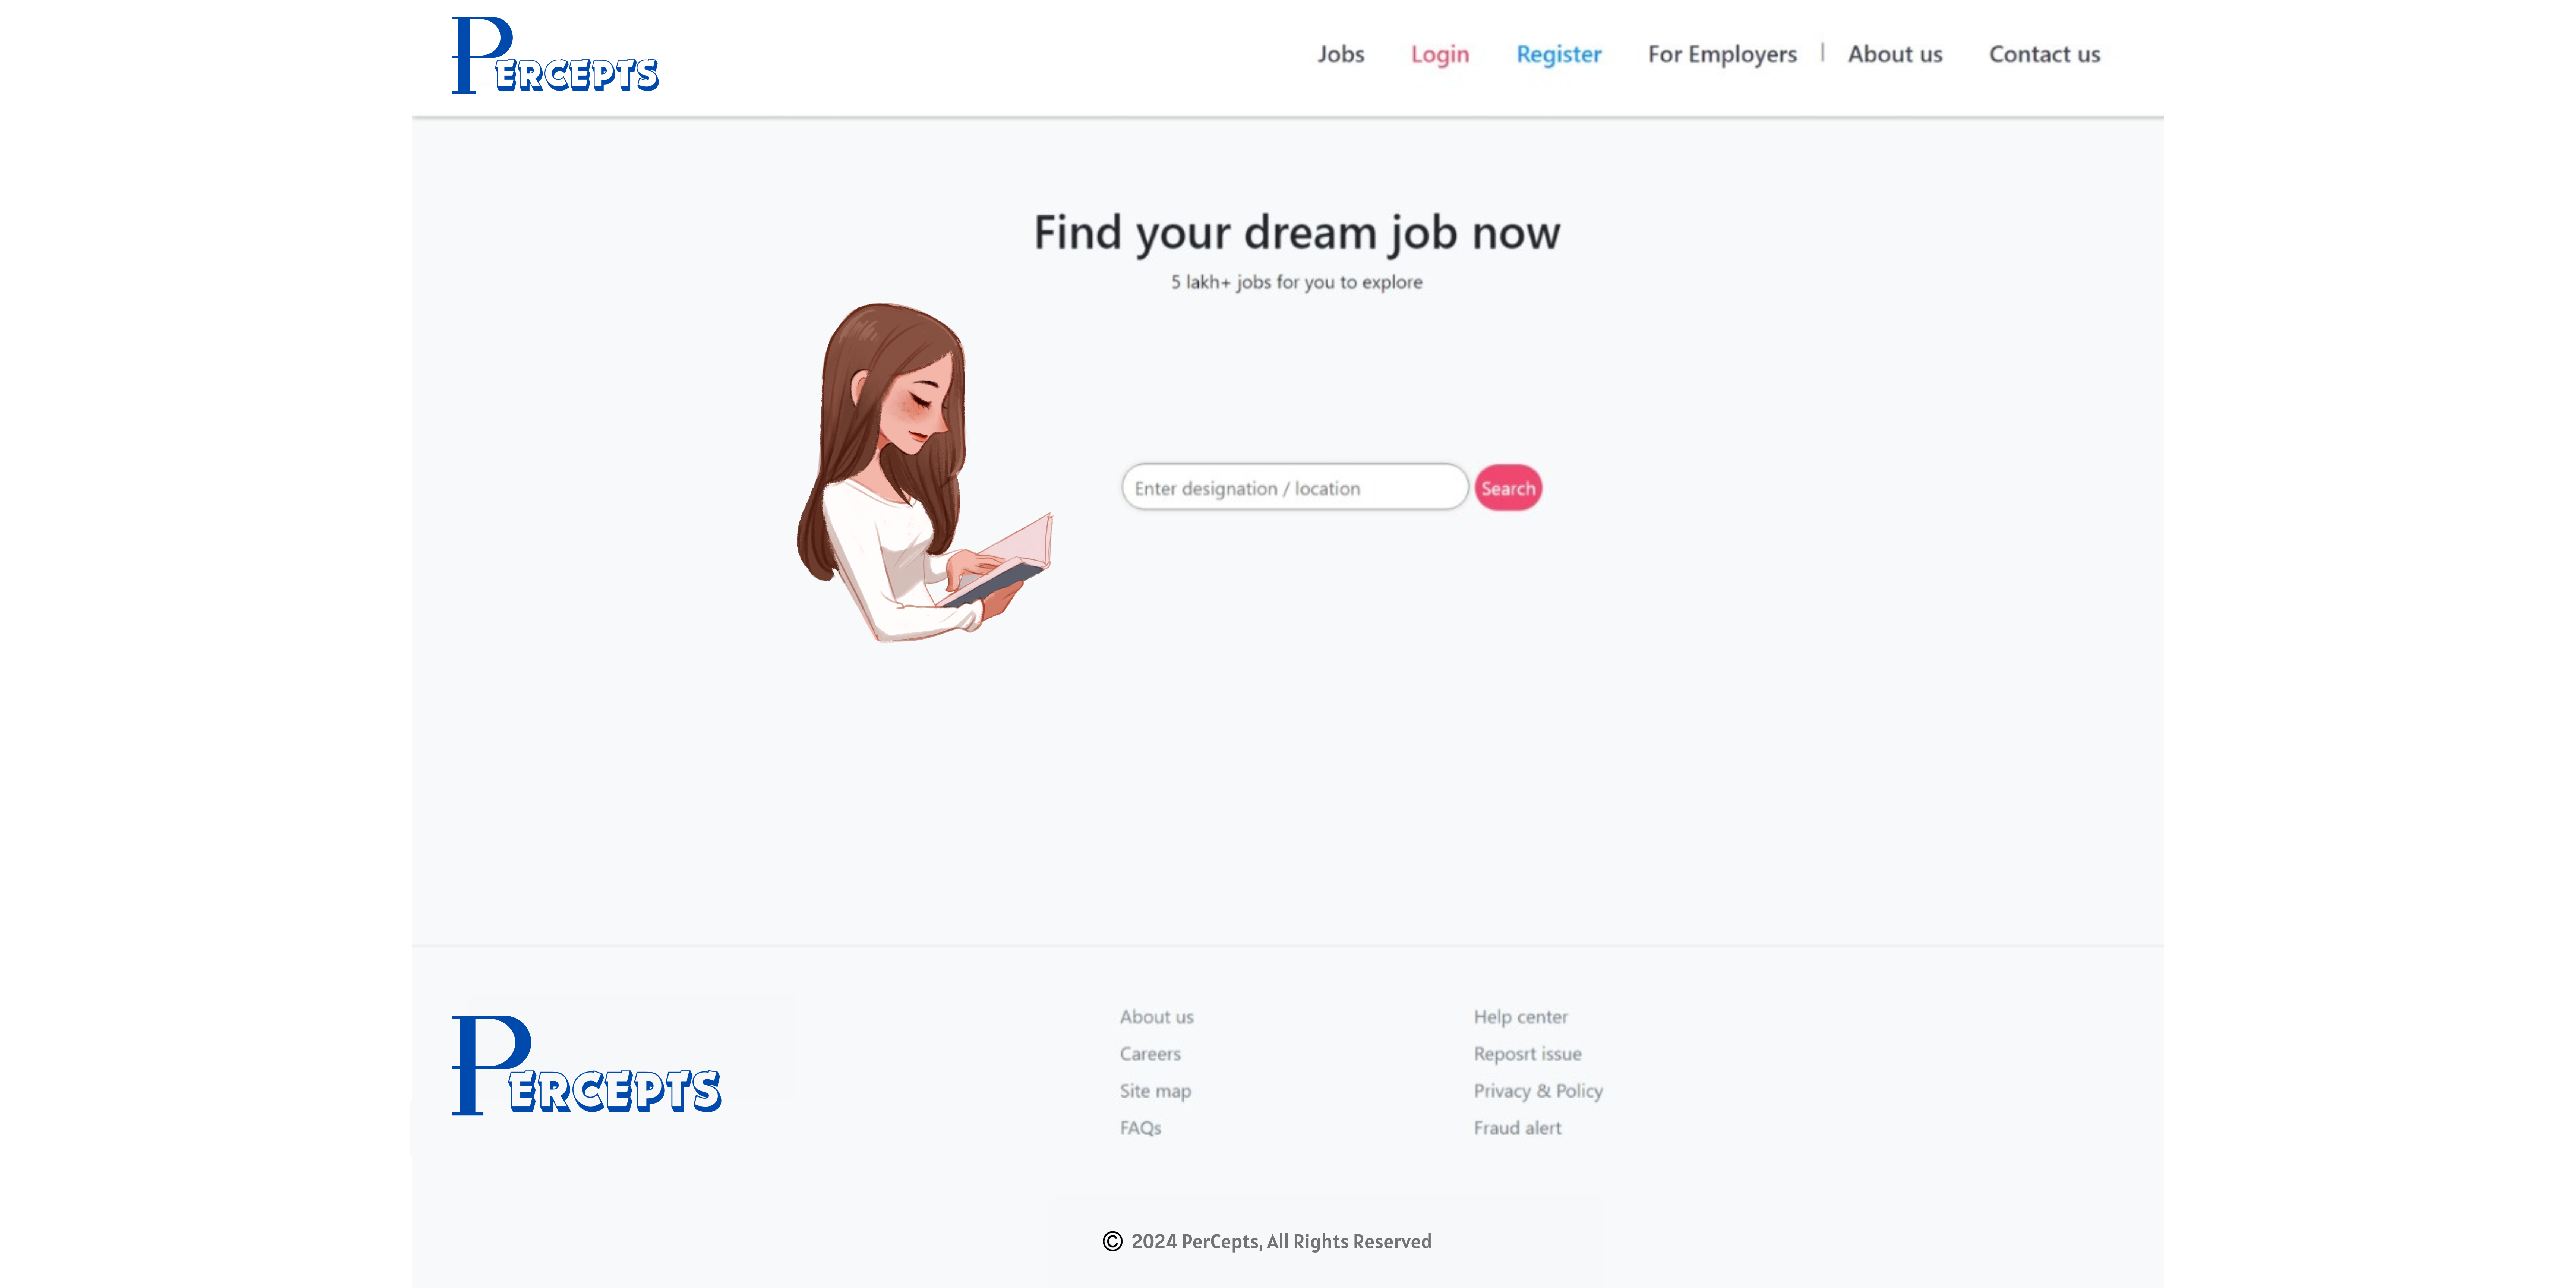 PERCEPTS
Jobs Login Register For Employers | About us Contact us
Find your dream job now
5 lakh+ jobs for you to explore
Enter designation / location Search
PERCEPTS
About us
Careers
Site map
FAQs
Help center
Reposrt issue
Privacy & Policy
Fraud alert
© 2024 PerCepts, All Rights Reserved